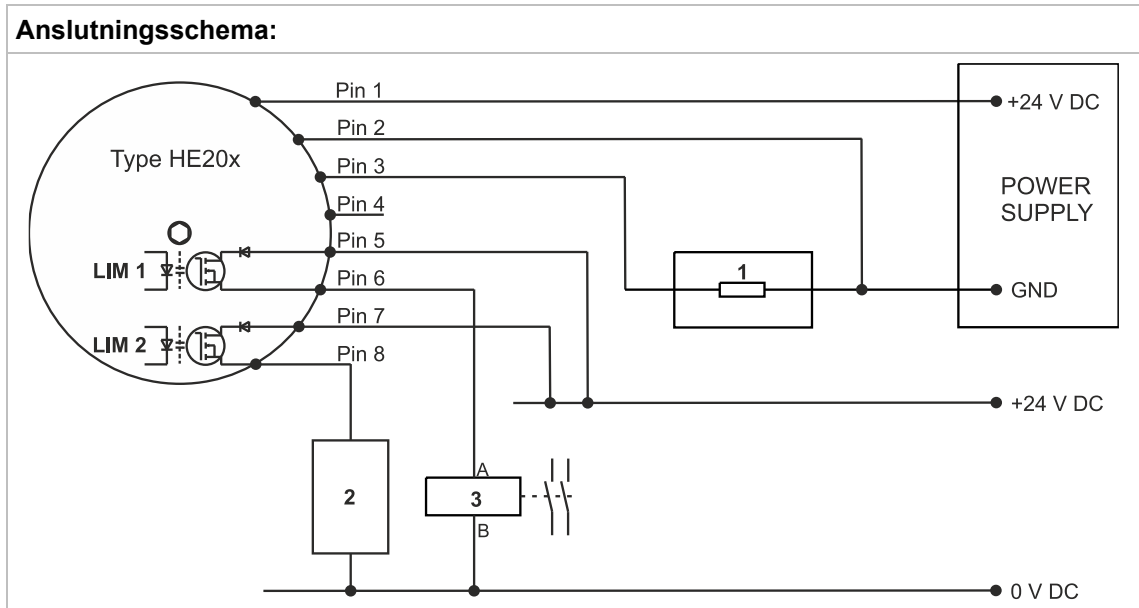 Anslutningsschema:
Pin 1
+24 V DC
Pin 2
Type HE20x
Pin 3
POWER
SUPPLY
Pin 4
Pin 5
LIM 1
1
Pin 6
GND
Pin 7
LIM 2
Pin 8
+24 V DC
A
2
3
B
0 V DC